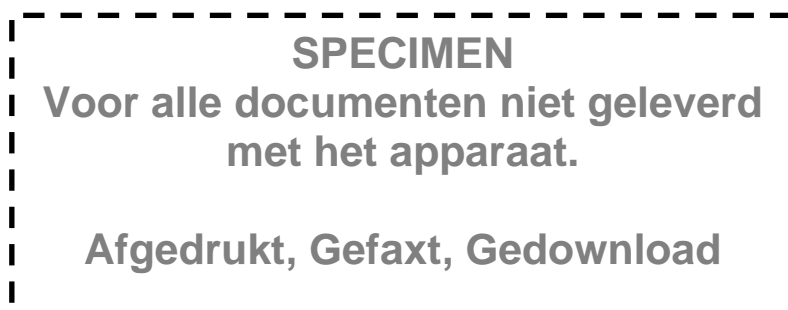 SPECIMEN
Voor alle documenten niet geleverd
met het apparaat.
Afgedrukt, Gefaxt, Gedownload